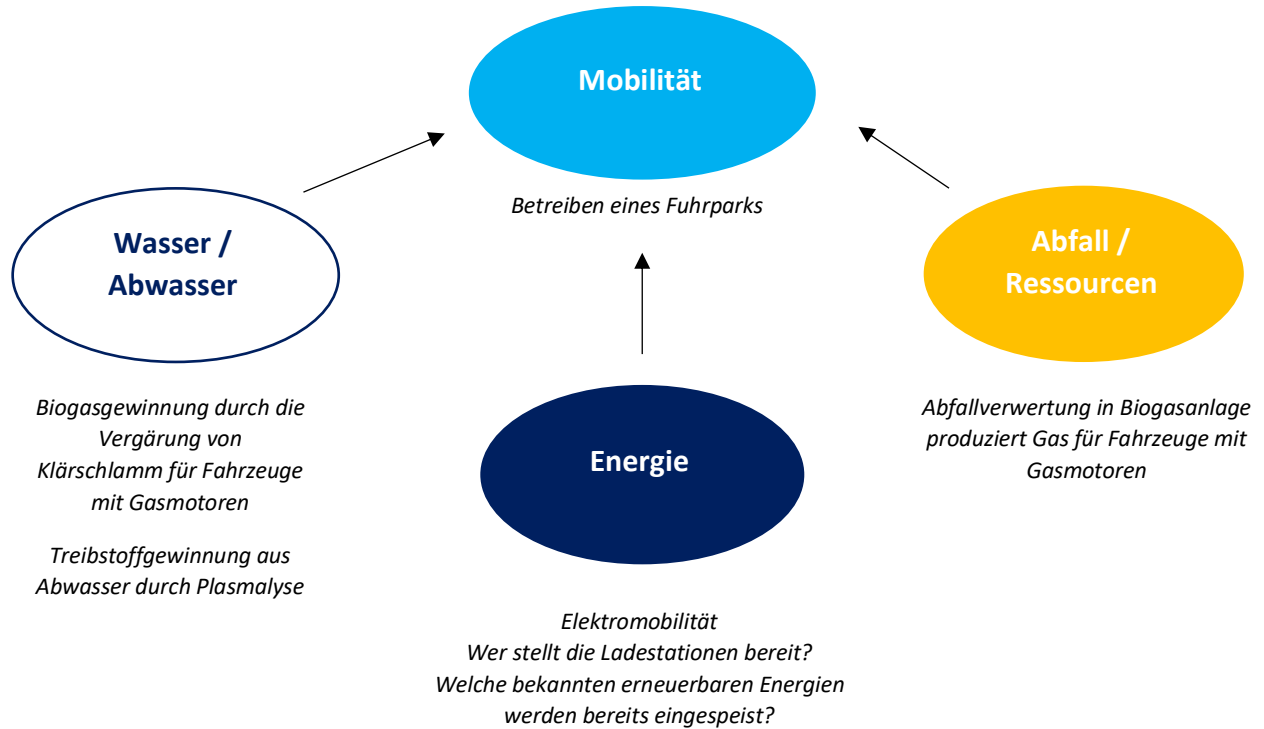 Mobilität
Betreiben eines Fuhrparks
Wasser /
Abwasser
Biogasgewinnung durch die
Vergärung von
Klärschlamm für Fahrzeuge
mit Gasmotoren
Treibstoffgewinnung aus
Abwasser durch Plasmalyse
Energie
Elektromobilität
Wer stellt die Ladestationen bereit?
Welche bekannten erneuerbaren Energien
werden bereits eingespeist?
Abfall /
Ressourcen
Abfallverwertung in Biogasanlage
produziert Gas für Fahrzeuge mit
Gasmotoren